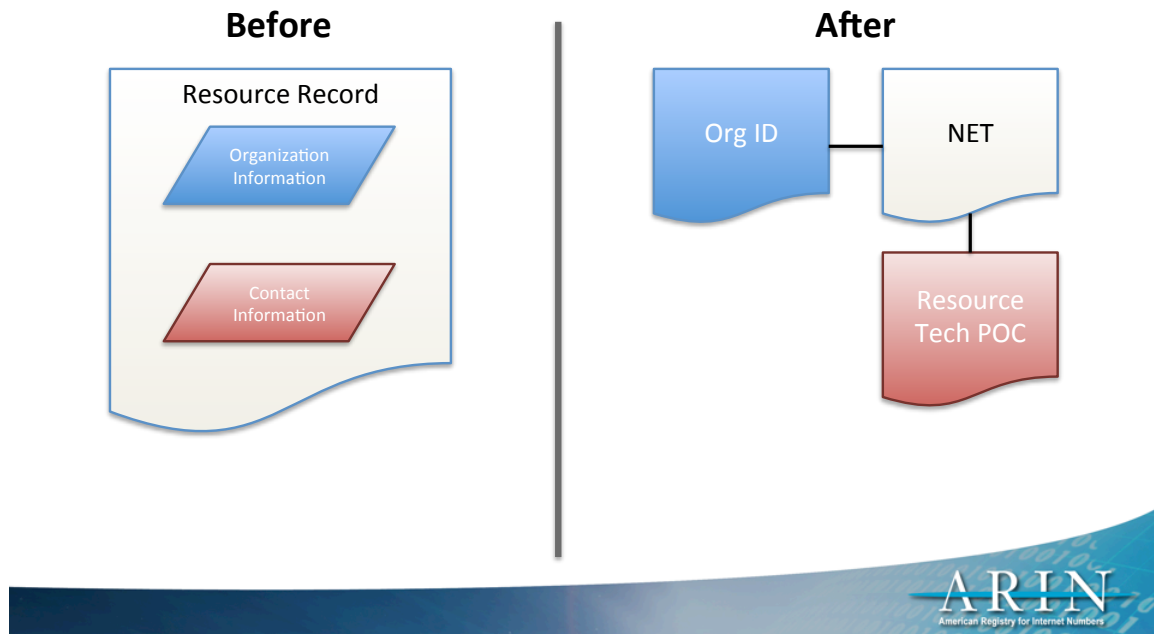 Before
Resource Record
Organization
Information
Contact
Information
After
Org ID
NET
Resource
Tech POC
ARIN
American Registry for Internet Numbers